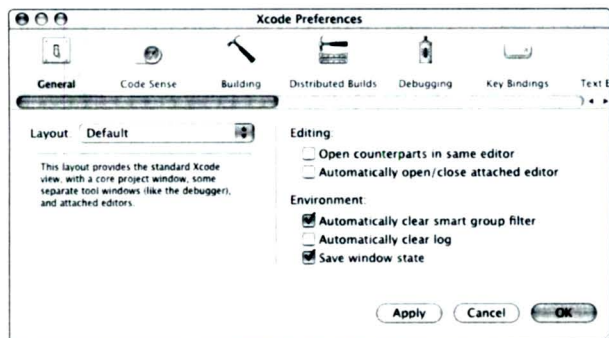 Xcode Preferences
General Code Sense Building Distributed Builds Debugging Key Bindings Text E
Layout: Default
This layout provides the standard Xcode
view, with a core project window, some
separate tool windows (like the debugger),
and attached editors.
Editing:
Open counterparts in same editor
Automatically open/close attached editor
Environment:
Automatically clear smart group filter
Automatically clear log
Save window state
Apply Cancel OK